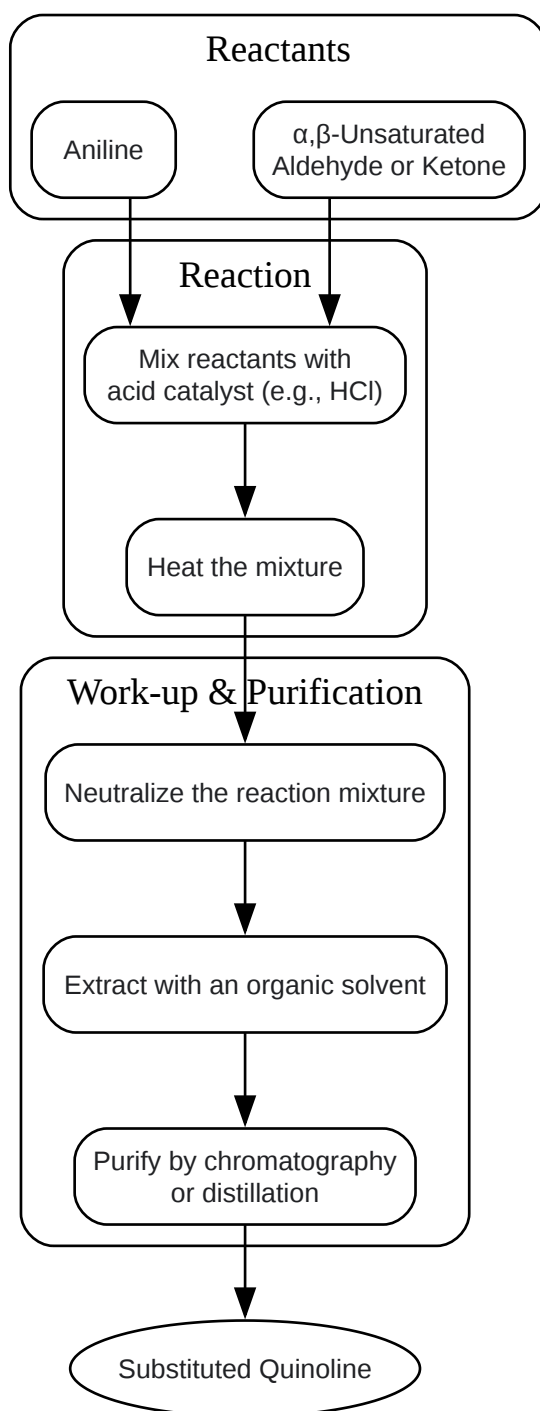 Reactants
Aniline
α,β-Unsaturated
Aldehyde or Ketone
Reaction
Mix reactants with
acid catalyst (e.g., HCl)
Heat the mixture
Work-up & Purification
Neutralize the reaction mixture
Extract with an organic solvent
Purify by chromatography
or distillation
Substituted Quinoline